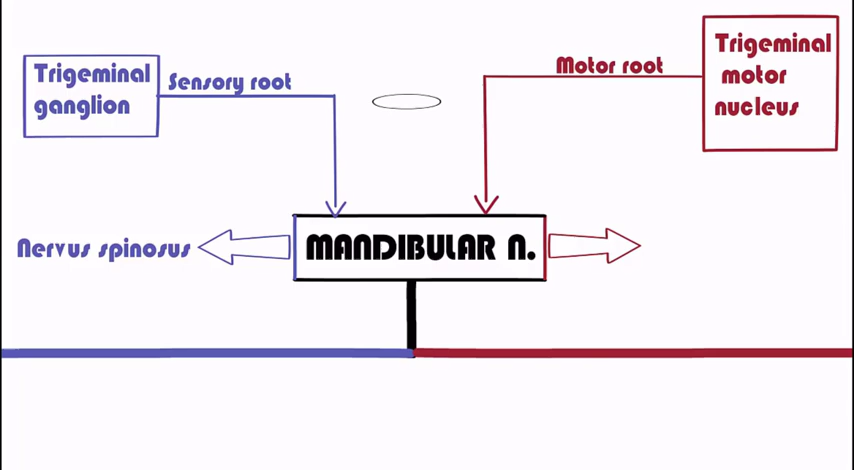 Trigeminal
ganglion
Sensory root
Motor root
Trigeminal
motor
nucleus
Nervus spinosus
MANDIBULAR N.